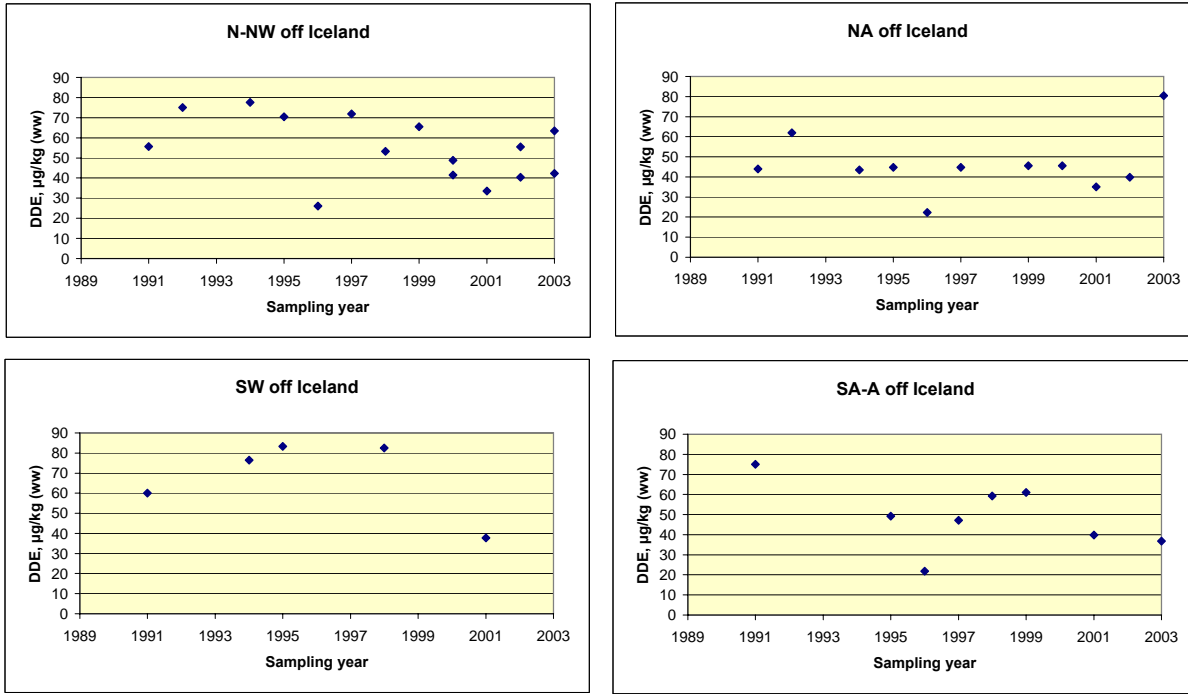 N-NW off Iceland
90
80
70
60
50
40
30
20
10
0
DDE, µg/kg (ww)
1989 1991 1993 1995 1997 1999 2001 2003
Sampling year
NA off Iceland
90
80
70
60
50
40
30
20
10
0
DDE, µg/kg (ww)
1989 1991 1993 1995 1997 1999 2001 2003
Sampling year
SW off Iceland
90
80
70
60
50
40
30
20
10
0
DDE, µg/kg (ww)
1989 1991 1993 1995 1997 1999 2001 2003
Sampling year
SA-A off Iceland
90
80
70
60
50
40
30
20
10
0
DDE, µg/kg (ww)
1989 1991 1993 1995 1997 1999 2001 2003
Sampling year